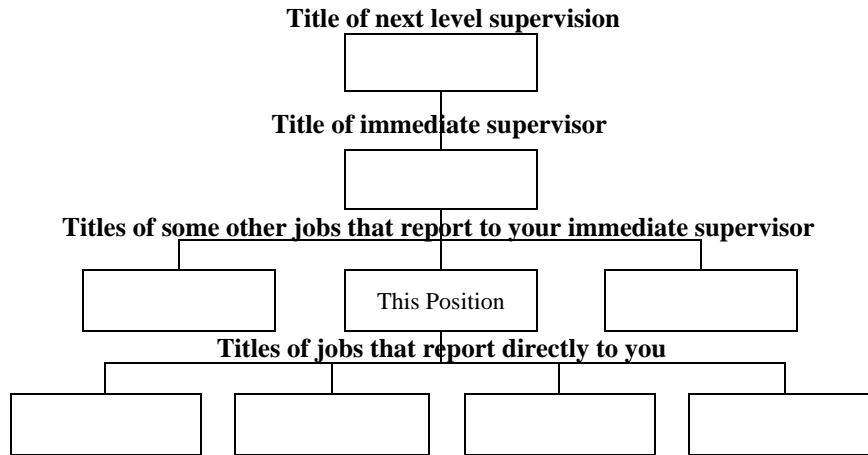 Title of next level supervision
Title of immediate supervisor
Titles of some other jobs that report to your immediate supervisor
This Position
Titles of jobs that report directly to you